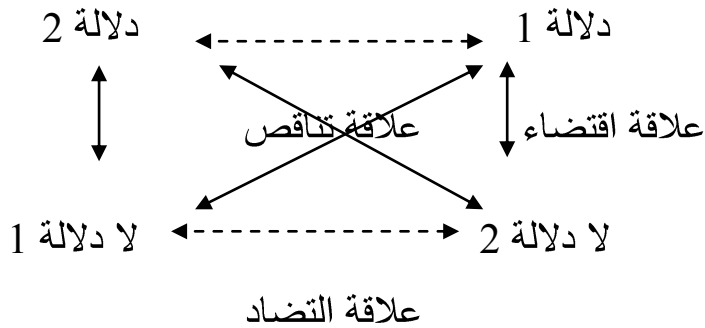 دلالة 1
دلالة 2
علاقة اقتضاء
علاقة تناقص
لا دلالة 2
لا دلالة 1
علاقة التضاد